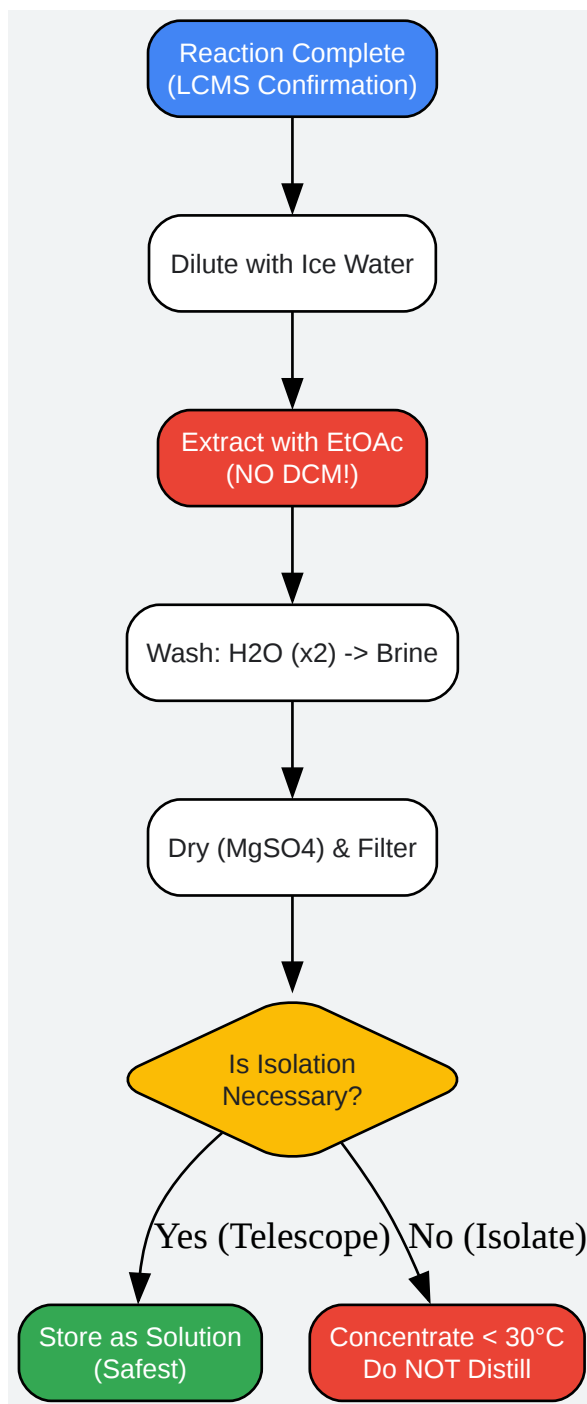 Reaction Complete
(LCMS Confirmation)
Dilute with Ice Water
Extract with EtOAc
(NO DCM!)
Wash: H2O (x2) -> Brine
Dry (MgSO4) & Filter
Is Isolation
Necessary?
Yes (Telescope)
No (Isolate)
Store as Solution
(Safest)
Concentrate < 30°C
Do NOT Distill